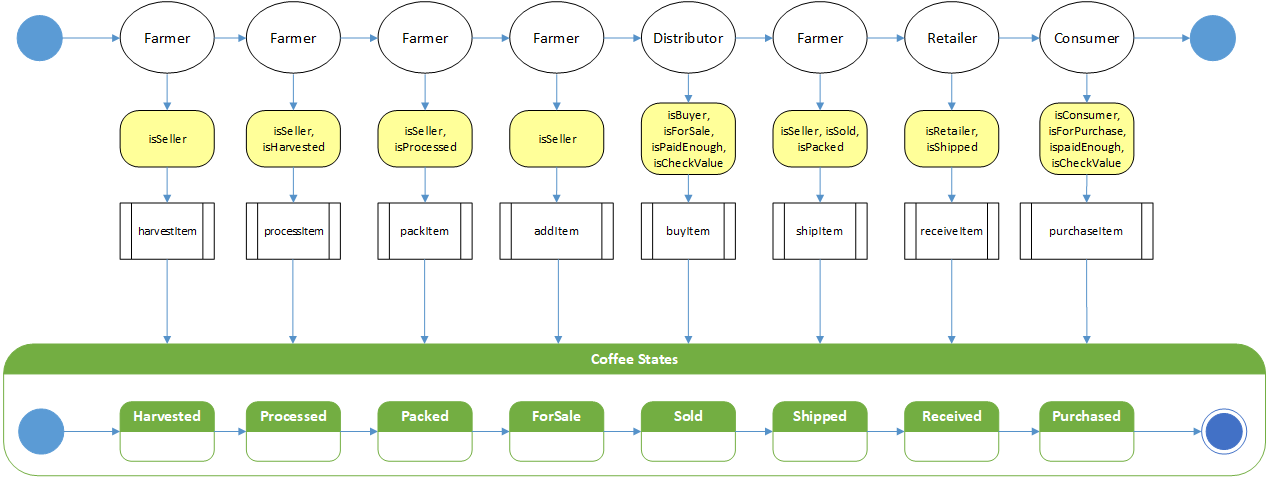 Farmer
Farmer
Farmer
Farmer
Distributor
Farmer
Retailer
Consumer
isSeller
isSeller,
isHarvested
isSeller,
isProcessed
isSeller
isBuyer,
isForSale,
isPaidEnough,
isCheckValue
isSeller, isSold,
isPacked
isRetailer,
isShipped
isConsumer,
isForPurchase,
ispaidEnough,
isCheckValue
harvestItem
processItem
packItem
addItem
buyItem
shipItem
receiveItem
purchaseItem
Coffee States
Harvested
Processed
Packed
ForSale
Sold
Shipped
Received
Purchased